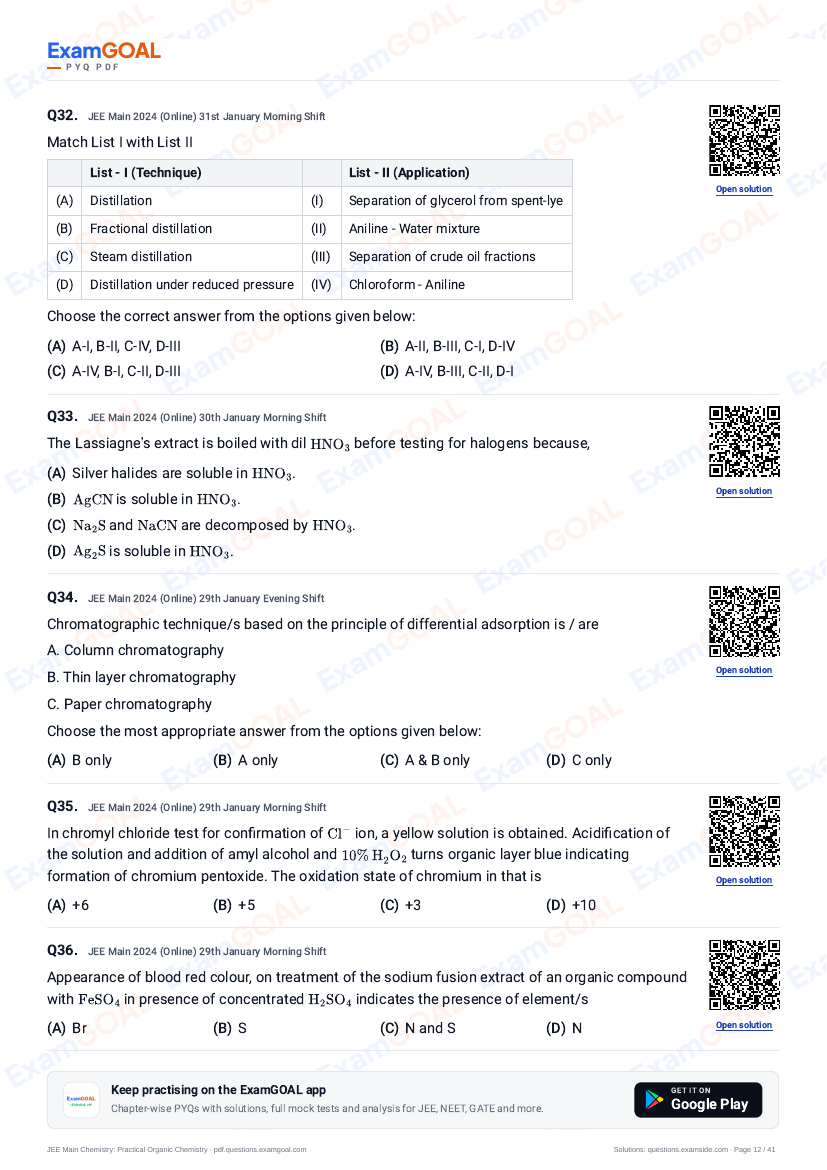 ExamGOAL
PYQ PDF
Q32. JEE Main 2024 (Online) 31st January Morning Shift
Match List I with List II
List - I (Technique) List - II (Application)
(A) Distillation (I) Separation of glycerol from spent-lye
(B) Fractional distillation (II) Aniline - Water mixture
(C) Steam distillation (III) Separation of crude oil fractions
(D) Distillation under reduced pressure (IV) Chloroform - Aniline
Choose the correct answer from the options given below:
(A) A-I, B-II, C-IV, D-III (B) A-II, B-III, C-I, D-IV
(C) A-IV, B-I, C-II, D-III (D) A-IV, B-III, C-II, D-I
Open solution
Q33. JEE Main 2024 (Online) 30th January Morning Shift
The Lassiagne's extract is boiled with dil HNO₃ before testing for halogens because,
(A) Silver halides are soluble in HNO₃.
(B) AgCN is soluble in HNO₃.
(C) Na₂S and NaCN are decomposed by HNO₃.
(D) Ag₂S is soluble in HNO₃.
Open solution
Q34. JEE Main 2024 (Online) 29th January Evening Shift
Chromatographic technique/s based on the principle of differential adsorption is / are
A. Column chromatography
B. Thin layer chromatography
C. Paper chromatography
Choose the most appropriate answer from the options given below:
(A) B only (B) A only (C) A & B only (D) C only
Open solution
Q35. JEE Main 2024 (Online) 29th January Morning Shift
In chromyl chloride test for confirmation of Cl⁻ ion, a yellow solution is obtained. Acidification of
the solution and addition of amyl alcohol and 10% H₂O₂ turns organic layer blue indicating
formation of chromium pentoxide. The oxidation state of chromium in that is
(A) +6 (B) +5 (C) +3 (D) +10
Open solution
Q36. JEE Main 2024 (Online) 29th January Morning Shift
Appearance of blood red colour, on treatment of the sodium fusion extract of an organic compound
with FeSO₄ in presence of concentrated H₂SO₄ indicates the presence of element/s
(A) Br (B) S (C) N and S (D) N
Open solution
ExamGOAL
Keep practising on the ExamGOAL app
Chapter-wise PYQs with solutions, full mock tests and analysis for JEE, NEET, GATE and more.
GET IT ON
Google Play
JEE Main Chemistry: Practical Organic Chemistry · pdf.questions.examgoal.com
Solutions: questions.examside.com · Page 12 / 41